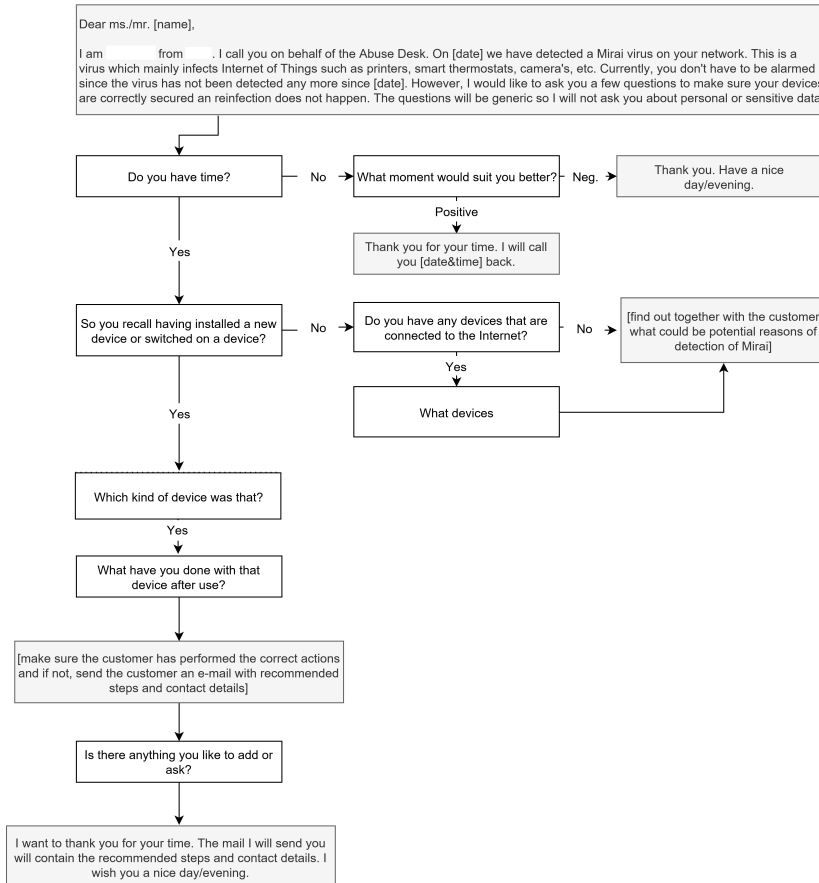 Dear ms./mr. [name],
I am from . I call you on behalf of the Abuse Desk. On [date] we have detected a Mirai virus on your network. This is a
virus which mainly infects Internet of Things such as printers, smart thermostats, camera's, etc. Currently, you don't have to be alarmed
since the virus has not been detected any more since [date]. However, I would like to ask you a few questions to make sure your devices
are correctly secured an reinfection does not happen. The questions will be generic so I will not ask you about personal or sensitive data
Do you have time?
No
What moment would suit you better?
Neg.
Thank you. Have a nice
day/evening.
Positive
Thank you for your time. I will call
you [date&time] back.
Yes
So you recall having installed a new
device or switched on a device?
No
Do you have any devices that are
connected to the Internet?
No
[find out together with the customer
what could be potential reasons of
detection of Mirai]
Yes
What devices
Yes
Which kind of device was that?
Yes
What have you done with that
device after use?
[make sure the customer has performed the correct actions
and if not, send the customer an e-mail with recommended
steps and contact details]
Is there anything you like to add or
ask?
I want to thank you for your time. The mail I will send you
will contain the recommended steps and contact details. I
wish you a nice day/evening.